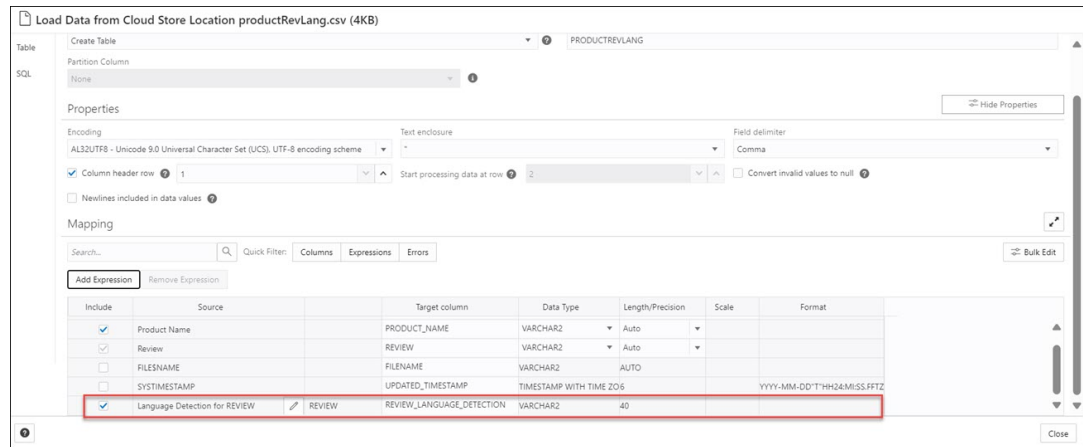 Load Data from Cloud Store Location productRevLang.csv (4KB)
Table
SQL
Create Table
PRODUCTREVLANG
Partition Column
None
Properties
Hide Properties
Encoding Text enclosure Field delimiter
AL32UTF8 - Unicode 9.0 Universal Character Set (UCS), UTF-8 encoding scheme " Comma
Column header row 1 Start processing data at row 2 Convert invalid values to null
Newlines included in data values
Mapping
Search... Quick Filter: Columns Expressions Errors Bulk Edit
Add Expression Remove Expression
Include Source Target column Data Type Length/Precision Scale Format
Product Name PRODUCT_NAME VARCHAR2 Auto
Review REVIEW VARCHAR2 Auto
FILE$NAME FILENAME VARCHAR2 AUTO
SYSTIMESTAMP UPDATED_TIMESTAMP TIMESTAMP WITH TIME ZO 6 YYYY-MM-DD"T"HH24:MI:SS.FFTZ
Language Detection for REVIEW REVIEW REVIEW_LANGUAGE_DETECTION VARCHAR2 40
Close